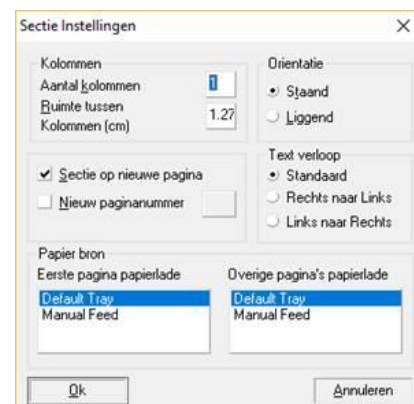 Sectie Instellingen
Kolommen
Aantal kolommen 1
Ruimte tussen
Kolommen (cm) 1.27
Orientatie
Staand
Liggend
Sectie op nieuwe pagina
Nieuw paginanummer
Text verloop
Standaard
Rechts naar Links
Links naar Rechts
Papier bron
Eerste pagina papierlade
Default Tray
Manual Feed
Overige pagina's papierlade
Default Tray
Manual Feed
Ok
Annuleren